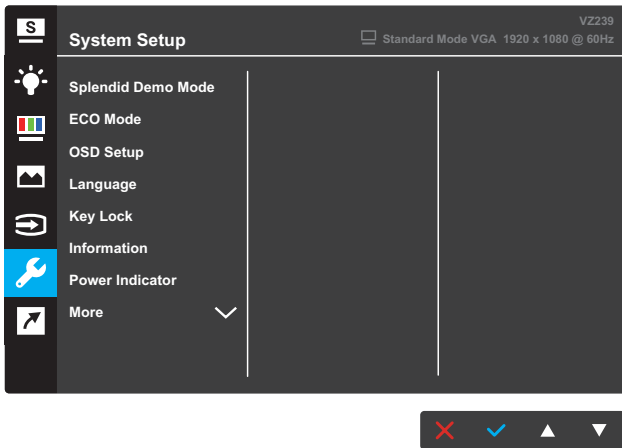 S
VZ239
System Setup
Standard Mode VGA 1920 x 1080 @ 60Hz
Splendid Demo Mode
ECO Mode
OSD Setup
Language
Key Lock
Information
Power Indicator
More